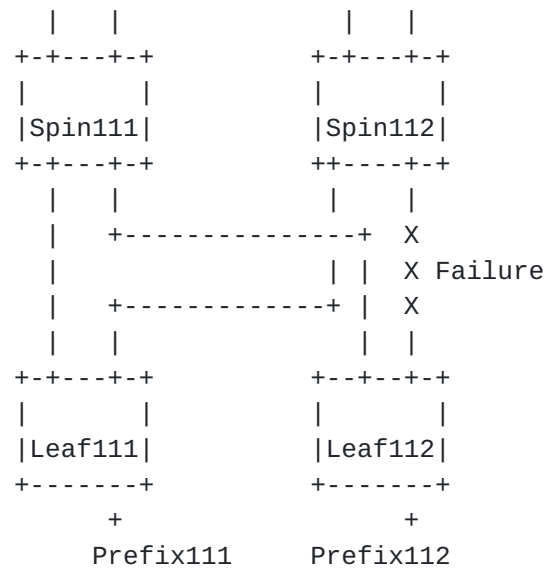 |   |               |   |
  +-+---+-+           +-+---+-+
  |       |           |       |
  |Spin111|           |Spin112|
  +-+---+-+           ++----+-+
    |   |              |    |
    |   +---------------+   X
    |                  | |  X Failure
    |   +-------------+ |   X
    |   |               |   |
  +-+---+-+           +--+--+-+
  |       |           |       |
  |Leaf111|           |Leaf112|
  +-------+           +-------+
        +                   +
       Prefix111     Prefix112